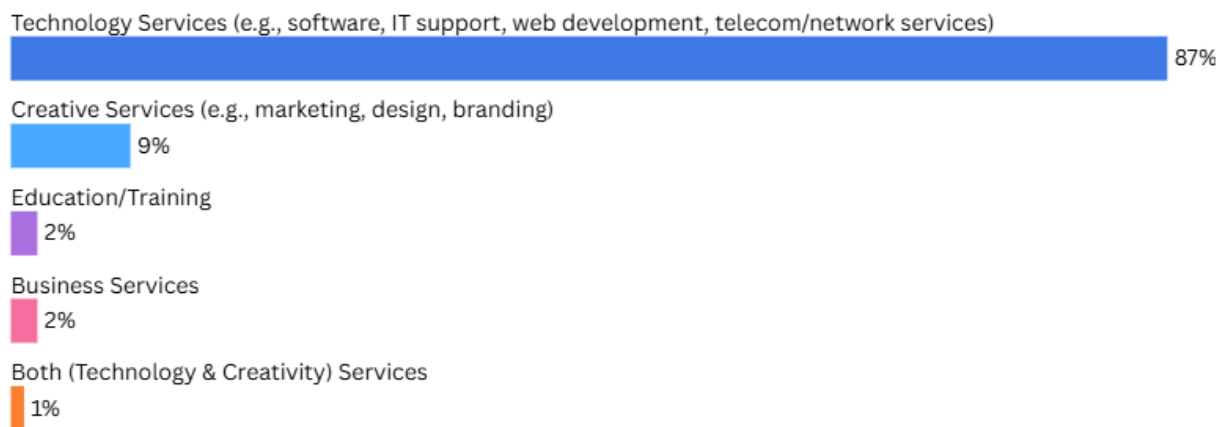 Technology Services (e.g., software, IT support, web development, telecom/network services)
87%
Creative Services (e.g., marketing, design, branding)
9%
Education/Training
2%
Business Services
2%
Both (Technology & Creativity) Services
1%